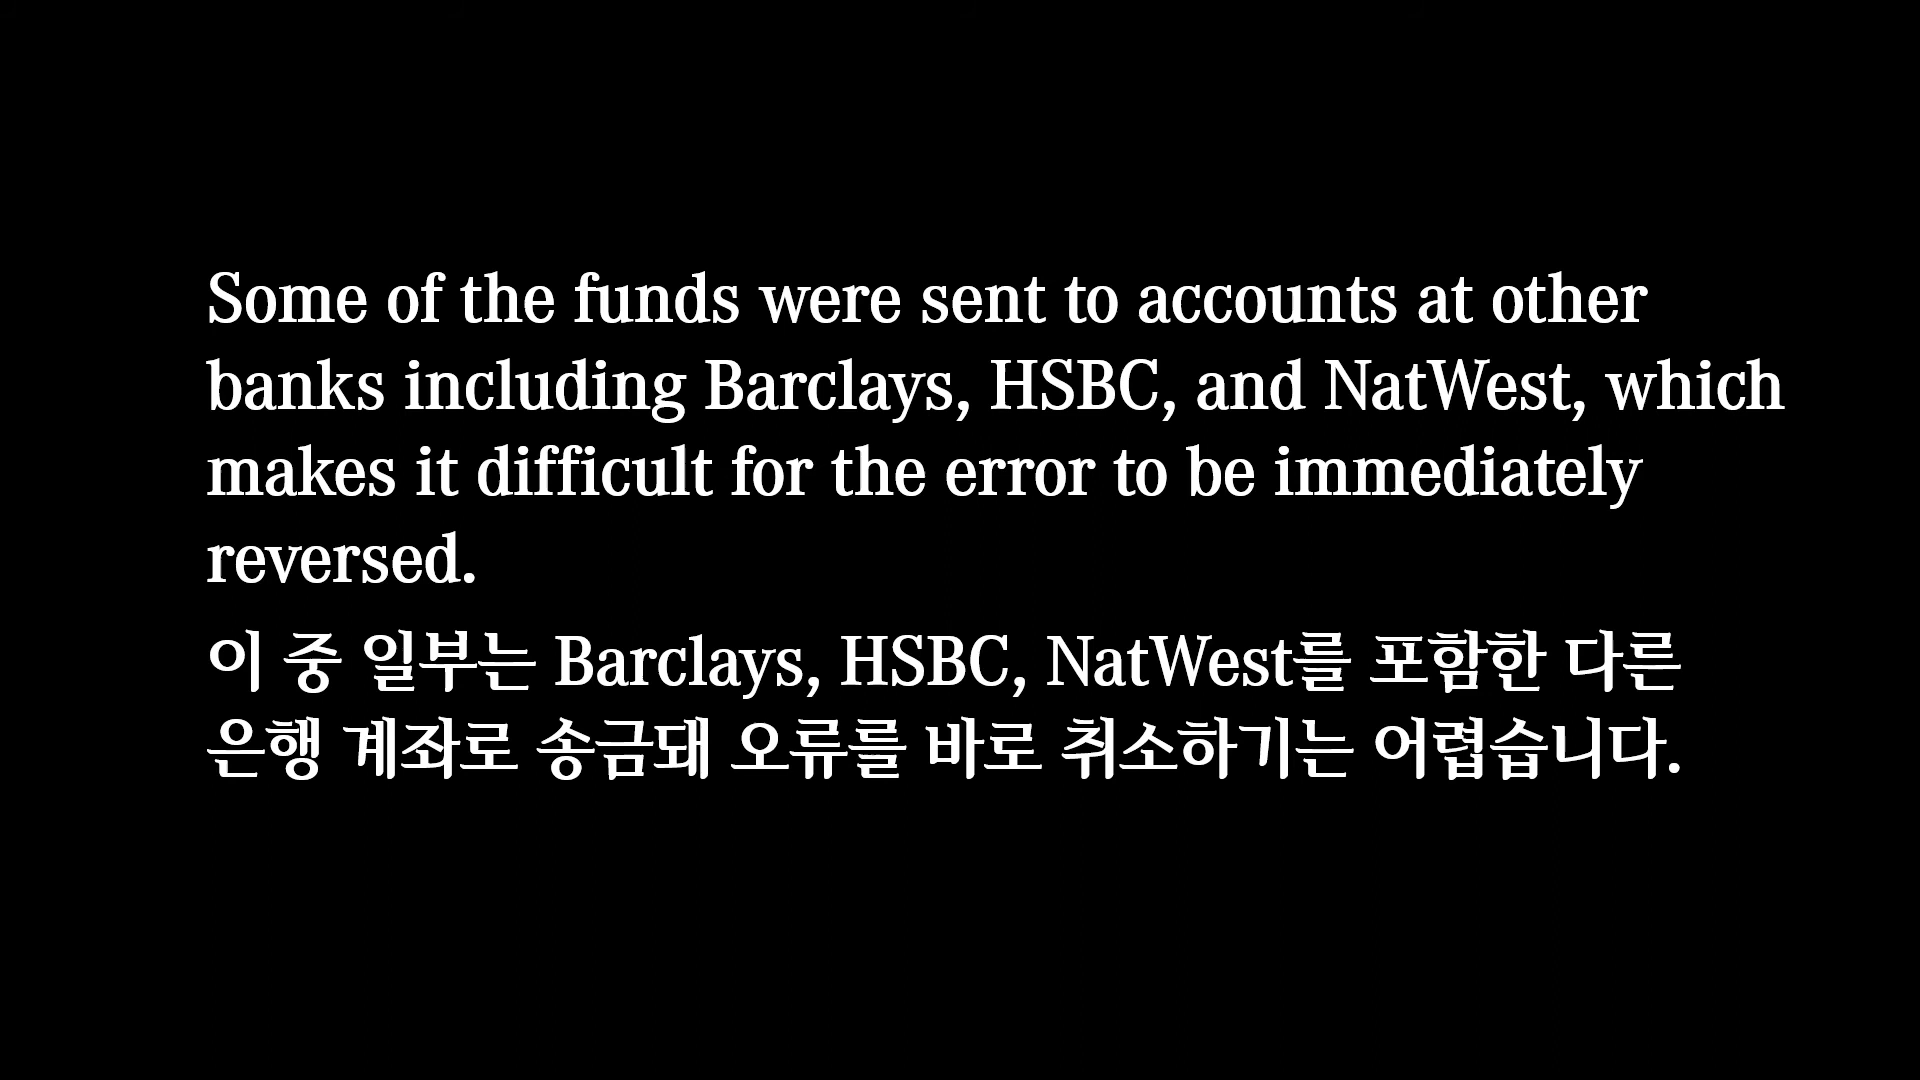 Some of the funds were sent to accounts at other
banks including Barclays, HSBC, and NatWest, which
makes it difficult for the error to be immediately
reversed.
이 중 일부는 Barclays, HSBC, NatWest를 포함한 다른
은행 계좌로 송금돼 오류를 바로 취소하기는 어렵습니다.